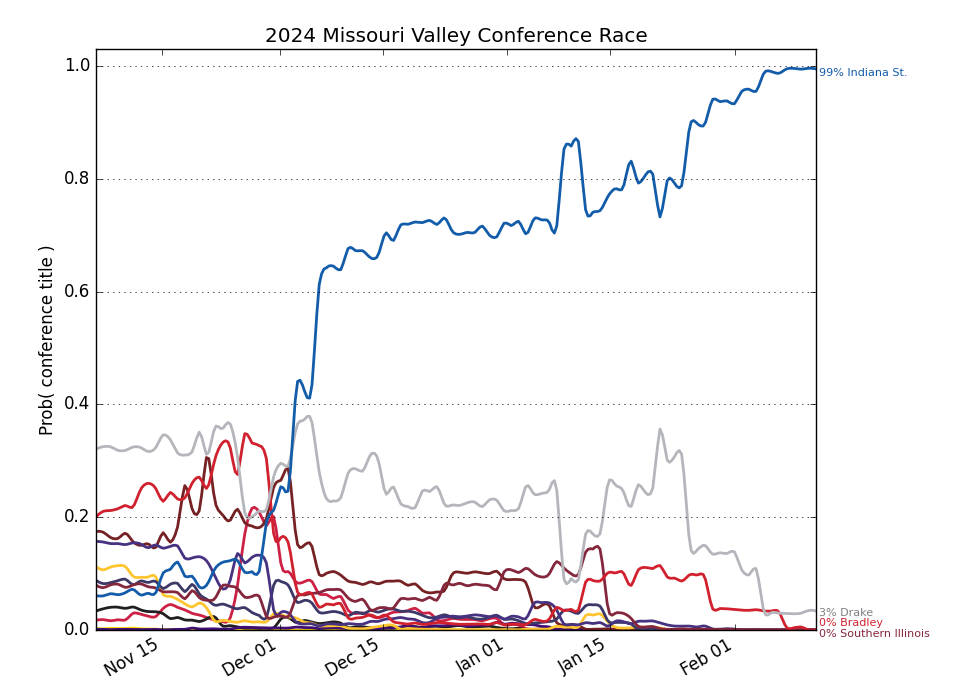 2024 Missouri Valley Conference Race
Prob( conference title )
1.0
0.8
0.6
0.4
0.2
0.0
Nov 15
Dec 01
Dec 15
Jan 01
Jan 15
Feb 01
99% Indiana St.
3% Drake
0% Bradley
0% Southern Illinois